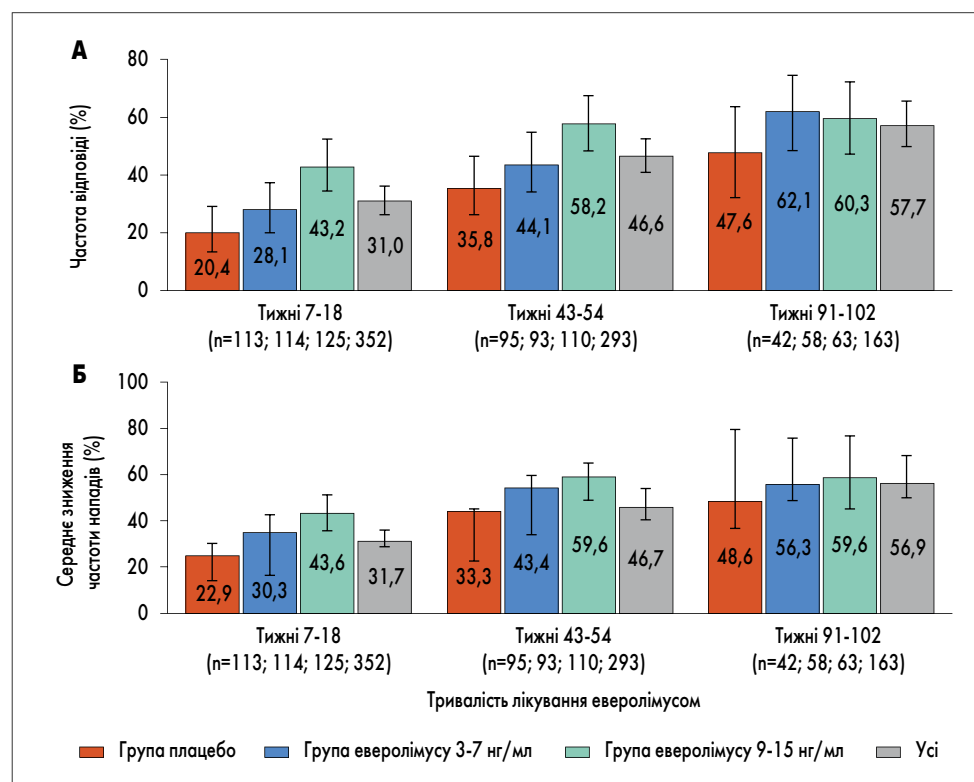 А
Частота відповіді (%)
80
60
40
20
0
20,4
28,1
43,2
31,0
35,8
44,1
58,2
46,6
47,6
62,1
60,3
57,7
Тижні 7-18
(n=113; 114; 125; 352)
Тижні 43-54
(n=95; 93; 110; 293)
Тижні 91-102
(n=42; 58; 63; 163)
Б
Середнє зниження
частоти нападів (%)
100
80
60
40
20
0
22,9
30,3
43,6
31,7
33,3
43,4
59,6
46,7
48,6
56,3
59,6
56,9
Тижні 7-18
(n=113; 114; 125; 352)
Тижні 43-54
(n=95; 93; 110; 293)
Тижні 91-102
(n=42; 58; 63; 163)
Тривалість лікування еверолімусом
Група плацебо
Група еверолімусу 3-7 нг/мл
Група еверолімусу 9-15 нг/мл
Усі